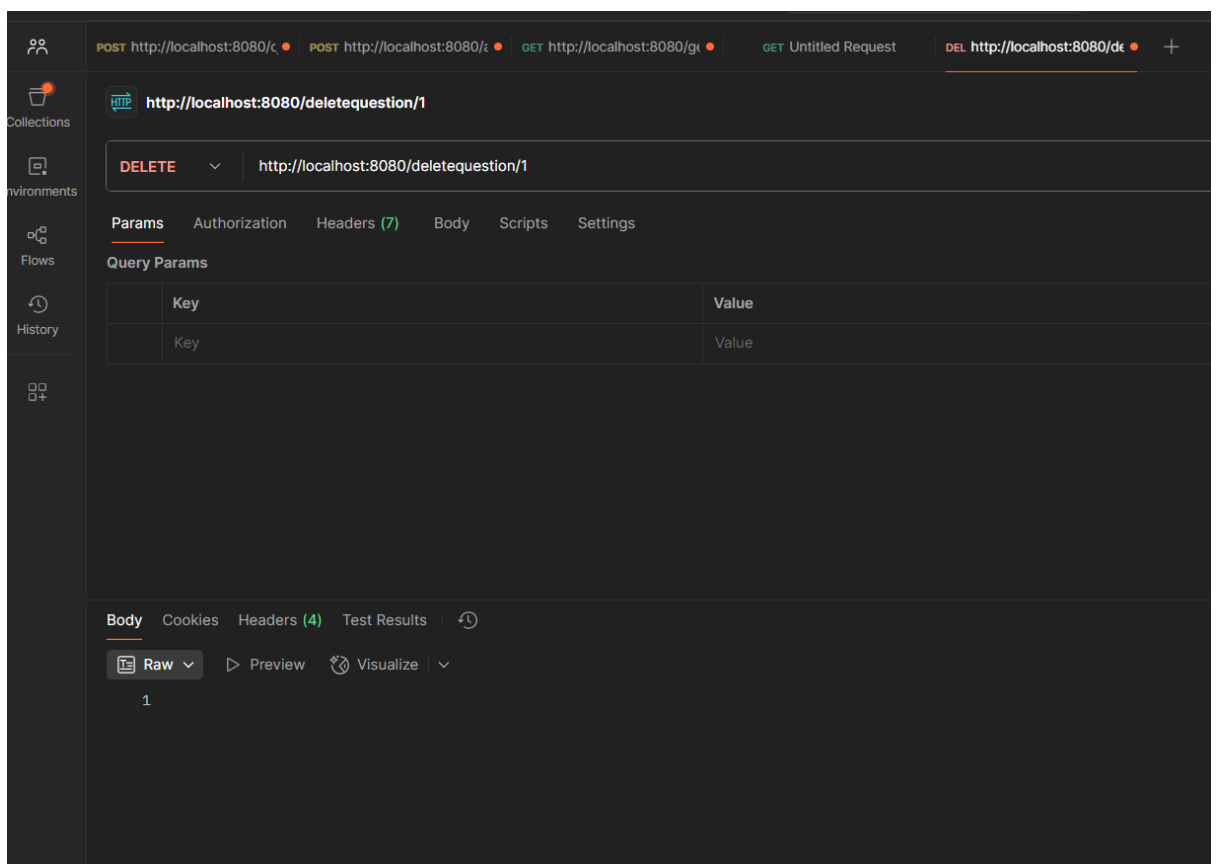 POST http://localhost:8080/c
POST http://localhost:8080/a
GET http://localhost:8080/ge
GET Untitled Request
DEL http://localhost:8080/de
HTTP http://localhost:8080/deletequestion/1
Collections
nvironments
Flows
History
DELETE http://localhost:8080/deletequestion/1
Params Authorization Headers (7) Body Scripts Settings
Query Params
Key Value
Key Value
Body Cookies Headers (4) Test Results
Raw Preview Visualize
1